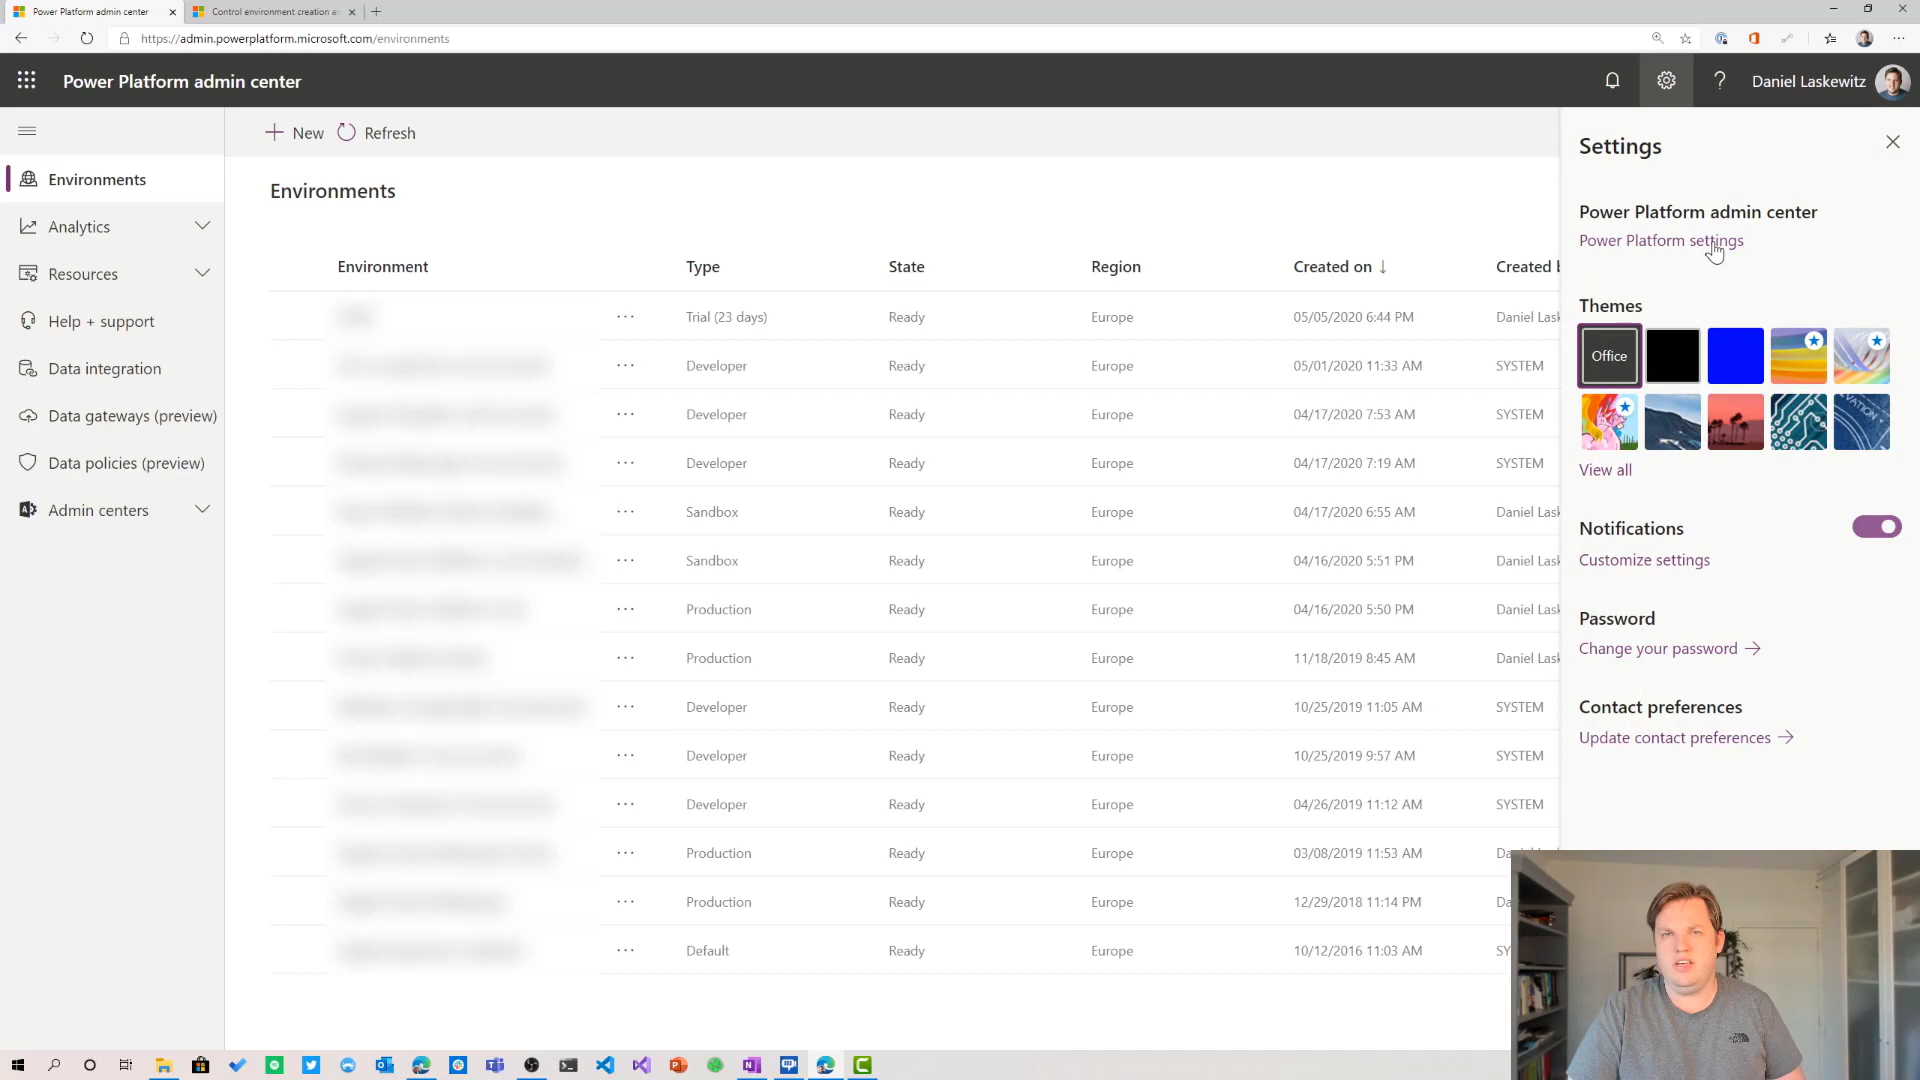 Power Platform admin center
Control environment creation an
https://admin.powerplatform.microsoft.com/environments
Power Platform admin center
Daniel Laskewitz
New
Refresh
Environments
Analytics
Resources
Help + support
Data integration
Data gateways (preview)
Data policies (preview)
Admin centers
Environments
Environment Type State Region Created on ↓ Created b
Trial (23 days) Ready Europe 05/05/2020 6:44 PM Daniel Lask
Developer Ready Europe 05/01/2020 11:33 AM SYSTEM
Developer Ready Europe 04/17/2020 7:53 AM SYSTEM
Developer Ready Europe 04/17/2020 7:19 AM SYSTEM
Sandbox Ready Europe 04/17/2020 6:55 AM Daniel Lask
Sandbox Ready Europe 04/16/2020 5:51 PM Daniel Lask
Production Ready Europe 04/16/2020 5:50 PM Daniel Lask
Production Ready Europe 11/18/2019 8:45 AM Daniel Lask
Developer Ready Europe 10/25/2019 11:05 AM SYSTEM
Developer Ready Europe 10/25/2019 9:57 AM SYSTEM
Developer Ready Europe 04/26/2019 11:12 AM SYSTEM
Production Ready Europe 03/08/2019 11:53 AM
Production Ready Europe 12/29/2018 11:14 PM Da
Default Ready Europe 10/12/2016 11:03 AM SY
Settings
Power Platform admin center
Power Platform settings
Themes
Office
View all
Notifications
Customize settings
Password
Change your password →
Contact preferences
Update contact preferences →